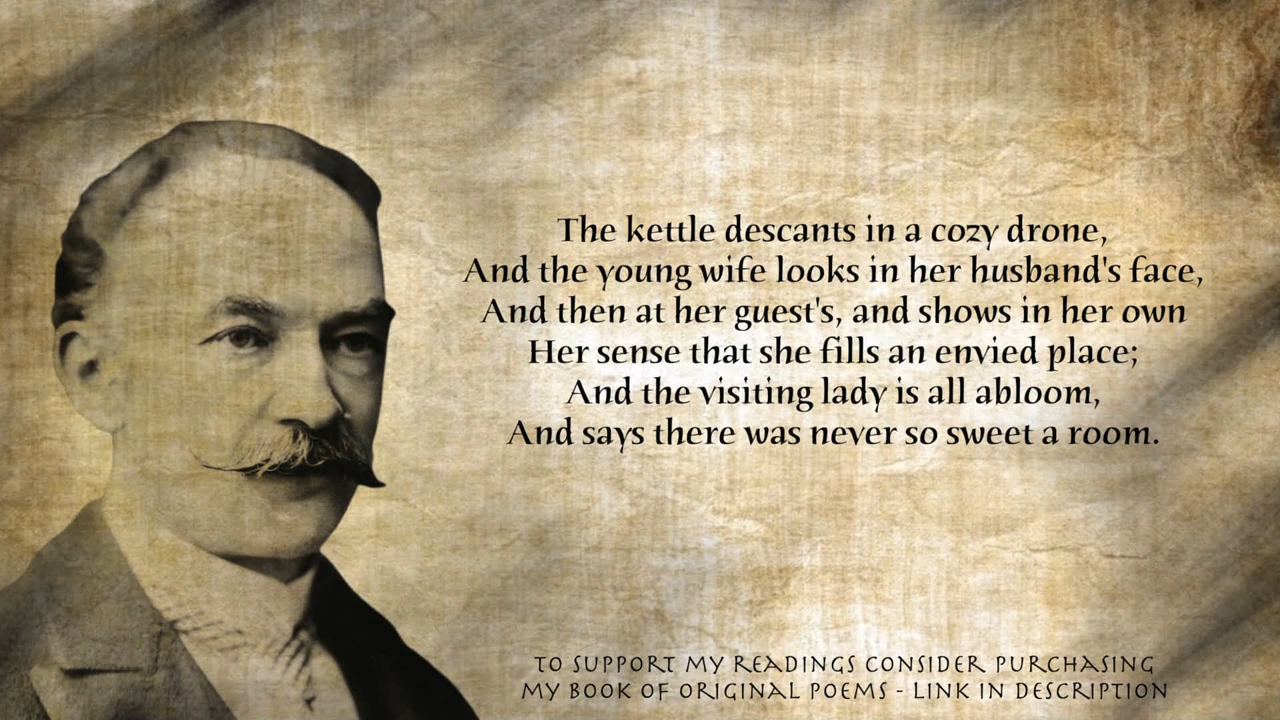 The kettle descants in a cozy drone,
And the young wife looks in her husband's face,
And then at her guest's, and shows in her own
Her sense that she fills an envied place;
And the visiting lady is all abloom,
And says there was never so sweet a room.
TO SUPPORT MY READINGS CONSIDER PURCHASING
MY BOOK OF ORIGINAL POEMS - LINK IN DESCRIPTION